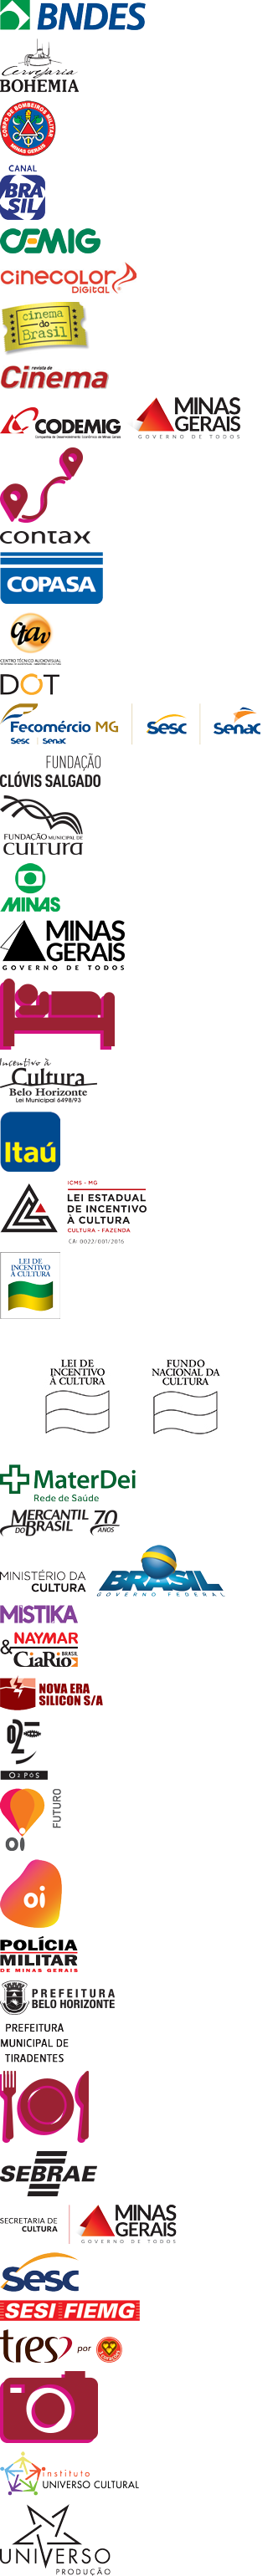 BNDES
Cervejaria
BOHEMIA
CORPO DE BOMBEIROS MILITAR
MINAS GERAIS
CANAL
BRA
SIL
CEMIG
cinecolor
DIGITAL
cinema
do
Brasil
revista de
Cinema
CODEMIG
Companhia de Desenvolvimento Econômico de Minas Gerais
MINAS
GERAIS
GOVERNO DE TODOS
contax
COPASA
ctav
CENTRO TÉCNICO AUDIOVISUAL
DOT
Fecomércio MG
Sesc | Senac
Sesc
Senac
FUNDAÇÃO
CLÓVIS SALGADO
FUNDAÇÃO MUNICIPAL DE
CULTURA
MINAS
MINAS
GERAIS
GOVERNO DE TODOS
Incentivo à
Cultura
Belo Horizonte
Lei Municipal 6498/93
Itaú
ICMS - MG
LEI ESTADUAL
DE INCENTIVO
À CULTURA
CULTURA - FAZENDA
CA: 0022/001/2015
LEI DE
INCENTIVO
À CULTURA
LEI DE
INCENTIVO
À CULTURA
FUNDO
NACIONAL DA
CULTURA
MaterDei
Rede de Saúde
MERCANTIL
DO BRASIL
70
ANOS
MINISTÉRIO DA
CULTURA
BRASIL
GOVERNO FEDERAL
MISTIKA
& NAYMAR
CiaRio
BRASIL
NOVA ERA
SILICON S/A
O2 PÓS
oi
FUTURO
oi
POLÍCIA
MILITAR
DE MINAS GERAIS
PREFEITURA
BELO HORIZONTE
PREFEITURA
MUNICIPAL DE
TIRADENTES
SEBRAE
SECRETARIA DE
CULTURA
MINAS
GERAIS
GOVERNO DE TODOS
Sesc
SESI FIEMG
tres
por
3
instituto
UNIVERSO CULTURAL
UNIVERSO
PRODUÇÃO